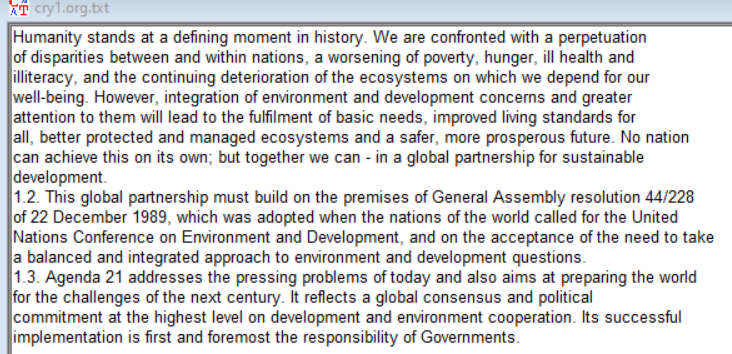 cry1.org.txt
Humanity stands at a defining moment in history. We are confronted with a perpetuation
of disparities between and within nations, a worsening of poverty, hunger, ill health and
illiteracy, and the continuing deterioration of the ecosystems on which we depend for our
well-being. However, integration of environment and development concerns and greater
attention to them will lead to the fulfilment of basic needs, improved living standards for
all, better protected and managed ecosystems and a safer, more prosperous future. No nation
can achieve this on its own; but together we can - in a global partnership for sustainable
development.
1.2. This global partnership must build on the premises of General Assembly resolution 44/228
of 22 December 1989, which was adopted when the nations of the world called for the United
Nations Conference on Environment and Development, and on the acceptance of the need to take
a balanced and integrated approach to environment and development questions.
1.3. Agenda 21 addresses the pressing problems of today and also aims at preparing the world
for the challenges of the next century. It reflects a global consensus and political
commitment at the highest level on development and environment cooperation. Its successful
implementation is first and foremost the responsibility of Governments.